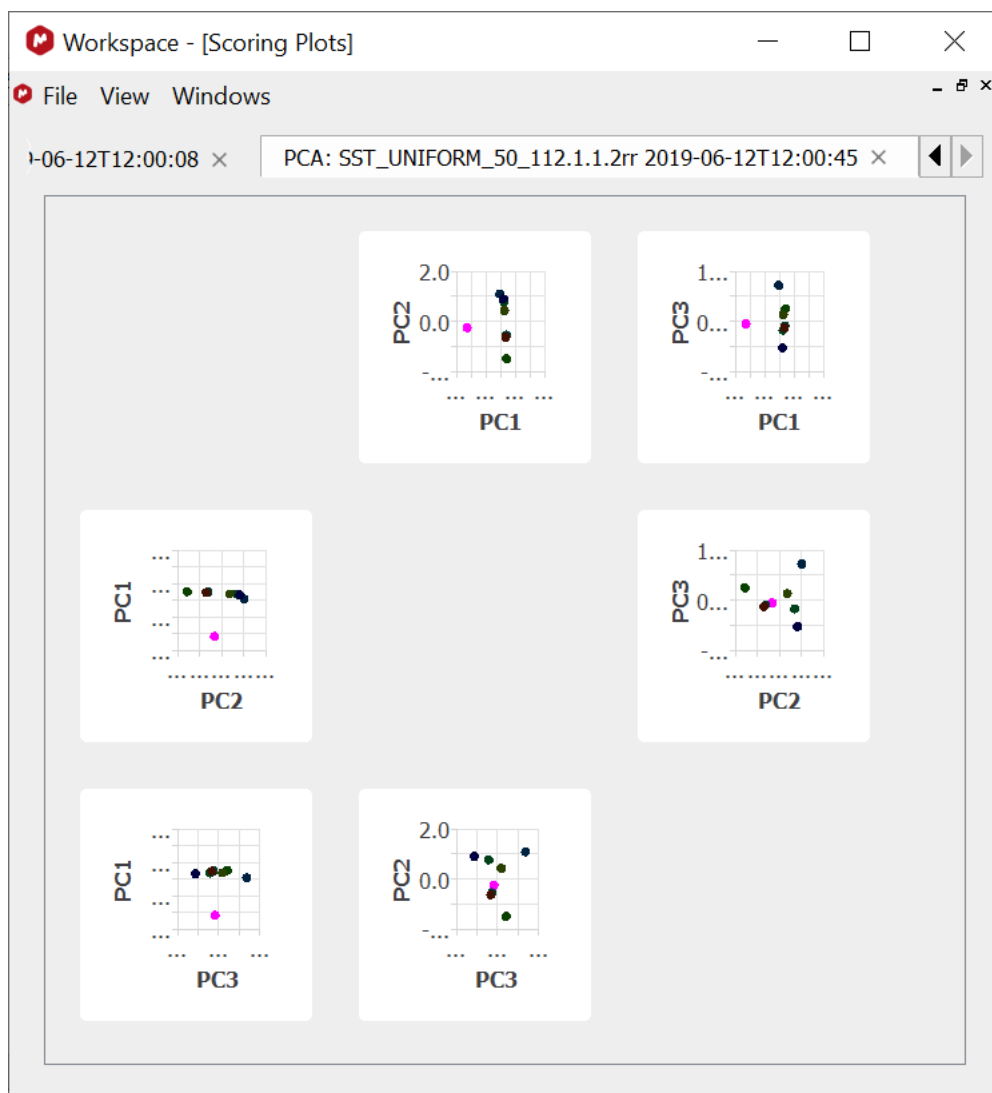 Workspace - [Scoring Plots]
File View Windows
9-06-12T12:00:08
PCA: SST_UNIFORM_50_112.1.1.2rr 2019-06-12T12:00:45
2.0
PC2
0.0
-...
... ... ... ...
PC1
1...
PC3
0...
-...
... ... ... ...
PC1
...
PC1
...
...
...
... ... ... ... ...
PC2
1...
PC3
0...
-...
... ... ... ... ...
PC2
...
PC1
...
...
...
... ... ...
PC3
2.0
PC2
0.0
-...
... ... ...
PC3